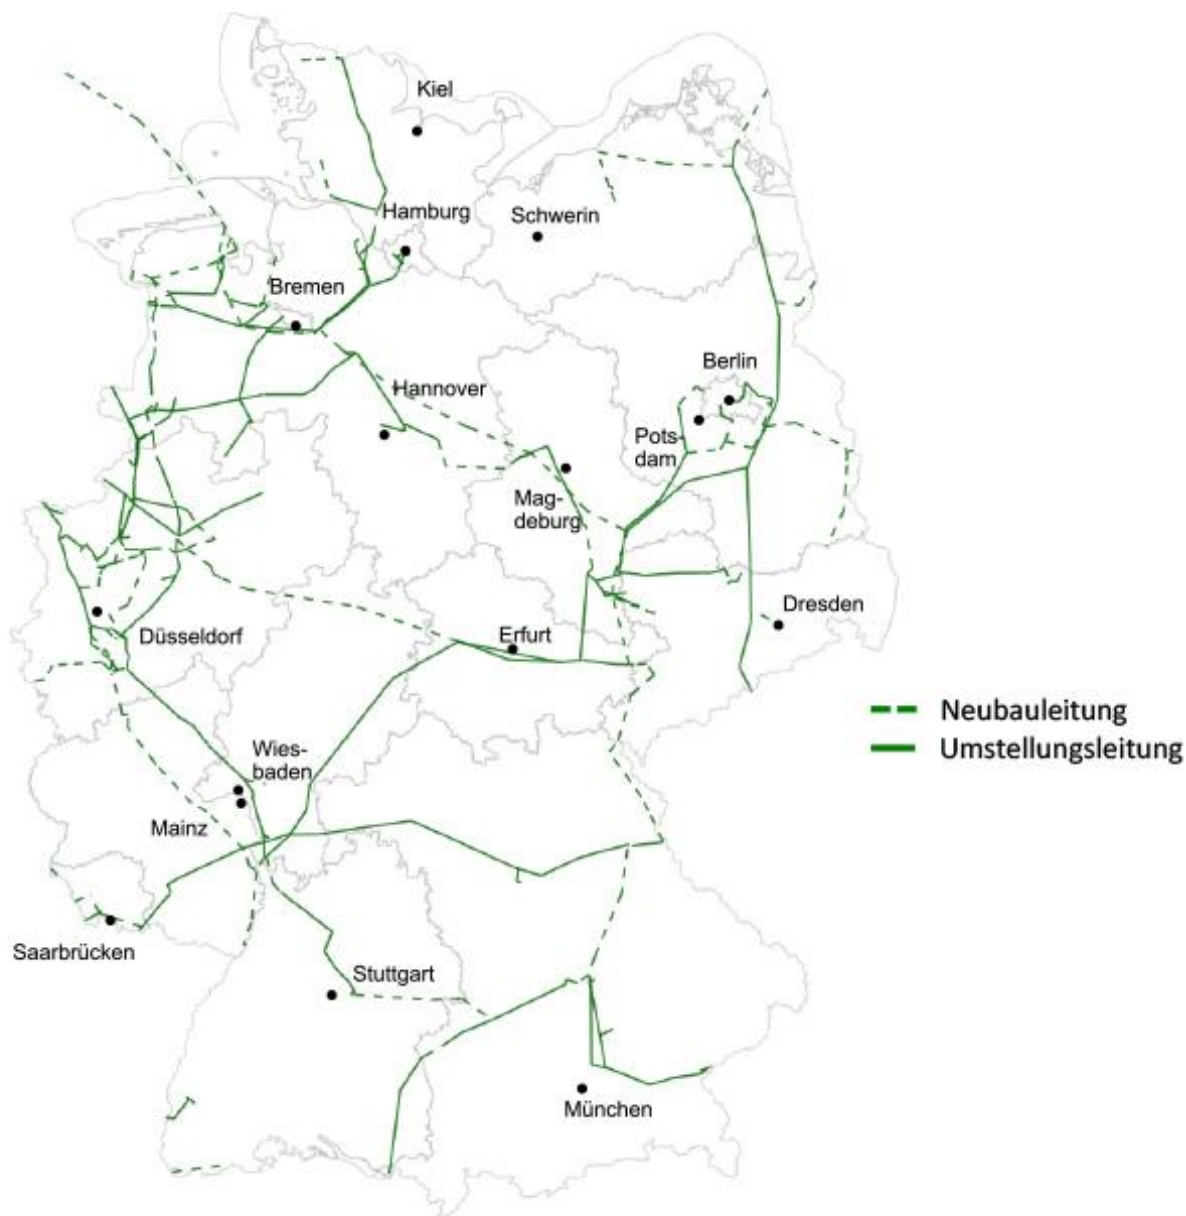 Kiel
Hamburg
Schwerin
Bremen
Berlin
Hannover
Pots-
dam
Mag-
deburg
Dresden
Düsseldorf
Erfurt
Neubauleitung
Umstellungsleitung
Wies-
baden
Mainz
Saarbrücken
Stuttgart
München